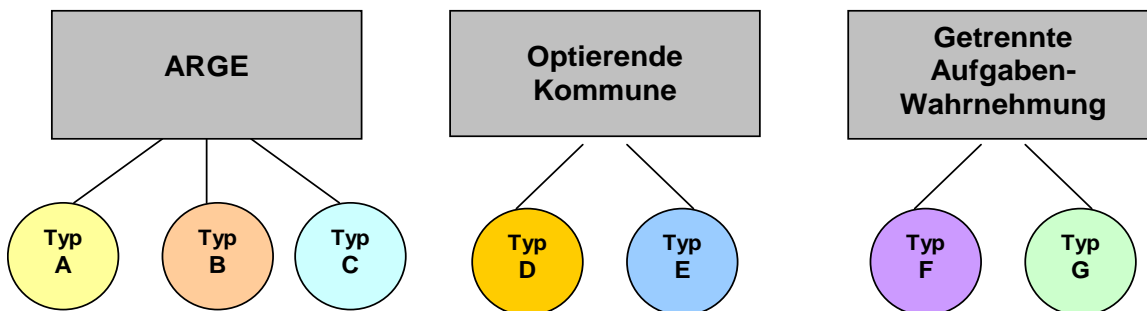 ARGE
Optierende
Kommune
Getrennte
Aufgaben-
Wahrnehmung
Typ
A
Typ
B
Typ
C
Typ
D
Typ
E
Typ
F
Typ
G